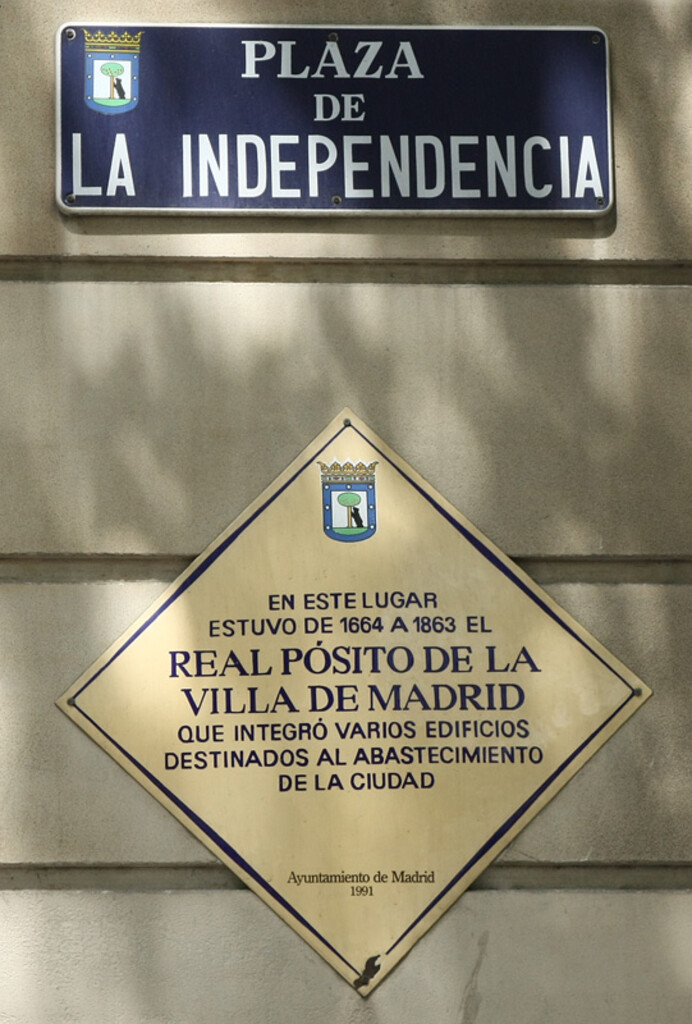 PLAZA
DE
LA INDEPENDENCIA
EN ESTE LUGAR
ESTUVO DE 1664 A 1863 EL
REAL PÓSITO DE LA
VILLA DE MADRID
QUE INTEGRÓ VARIOS EDIFICIOS
DESTINADOS AL ABASTECIMIENTO
DE LA CIUDAD
Ayuntamiento de Madrid
1991